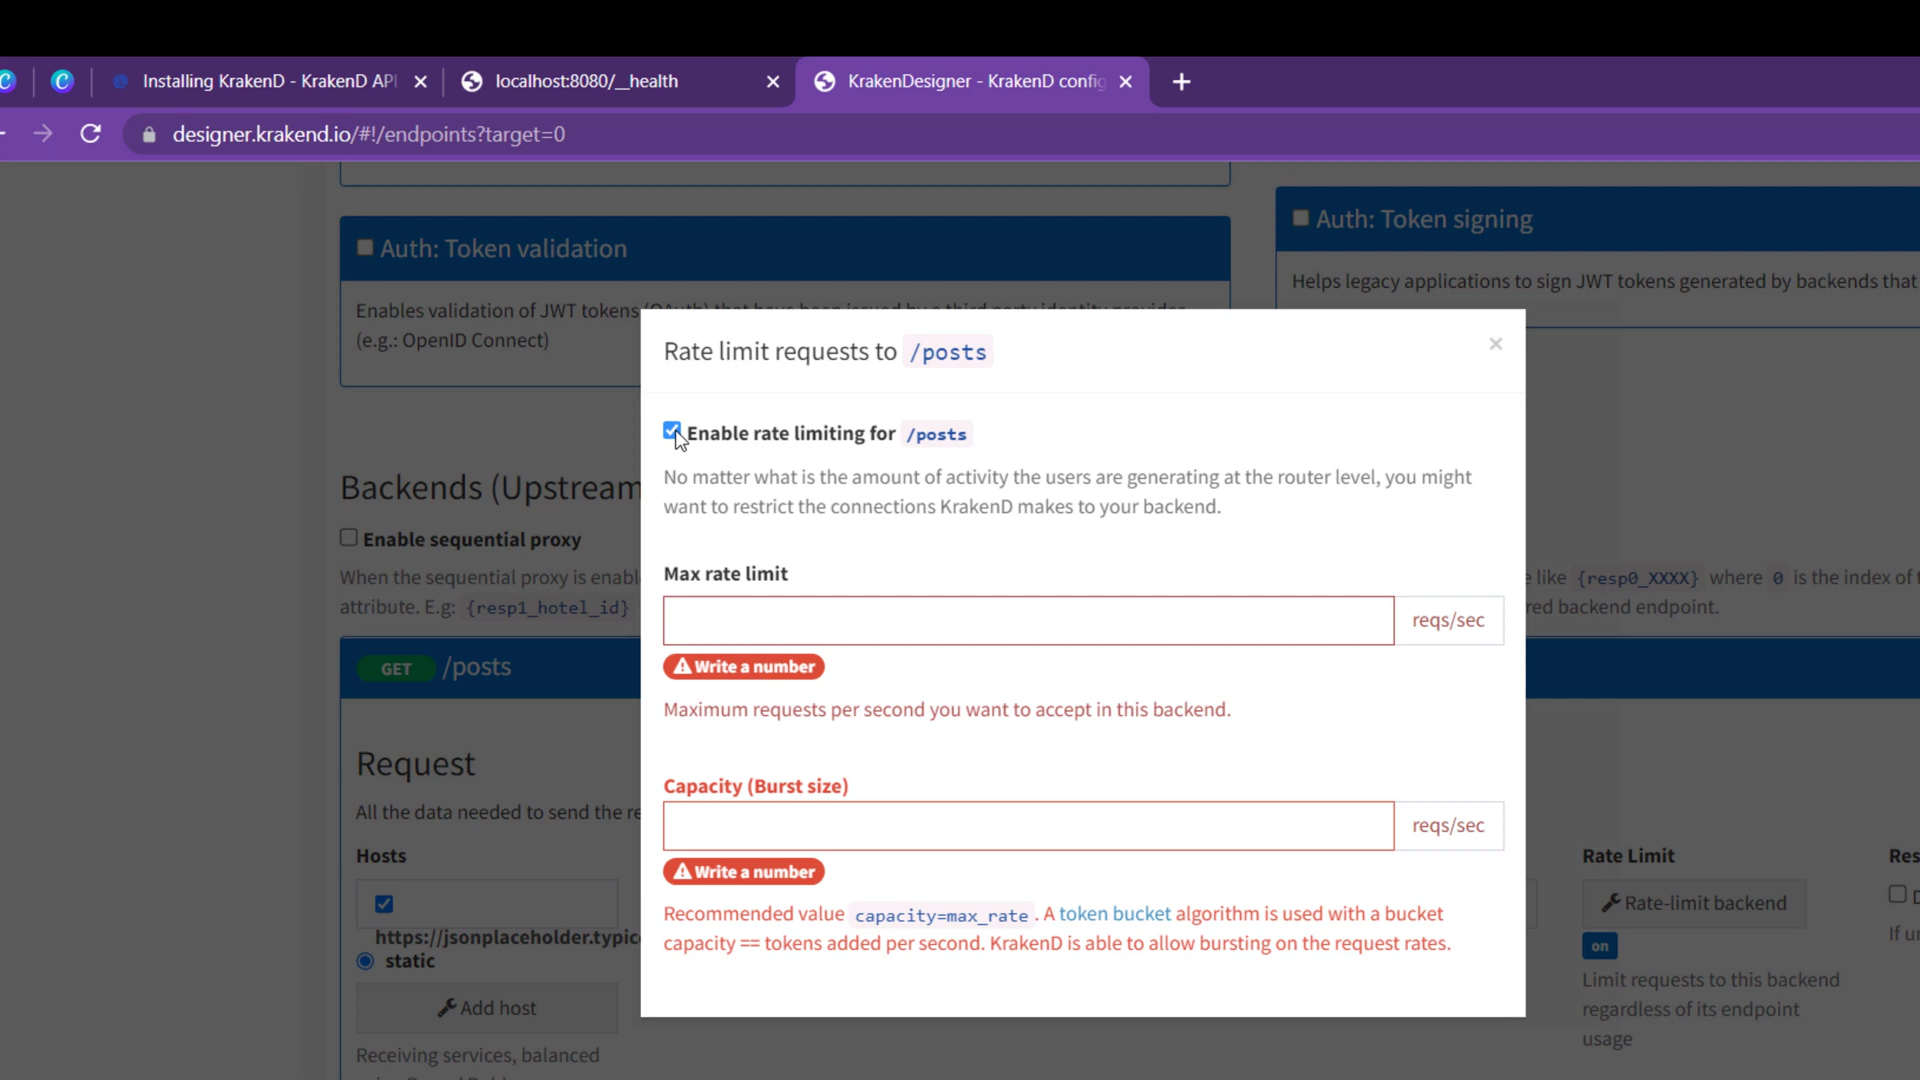 Installing KrakenD - KrakenD API
localhost:8080/__health
KrakenDesigner - KrakenD config
designer.krakend.io/#!/endpoints?target=0
Auth: Token validation
Auth: Token signing
Enables validation of JWT tokens (OAuth) that have been issued by a third party identity provider
(e.g.: OpenID Connect)
Helps legacy applications to sign JWT tokens generated by backends that
Rate limit requests to /posts
×
Enable rate limiting for /posts
No matter what is the amount of activity the users are generating at the router level, you might
want to restrict the connections KrakenD makes to your backend.
Max rate limit
reqs/sec
Write a number
Maximum requests per second you want to accept in this backend.
Capacity (Burst size)
reqs/sec
Write a number
Recommended value capacity=max_rate . A token bucket algorithm is used with a bucket
capacity == tokens added per second. KrakenD is able to allow bursting on the request rates.
Backends (Upstream
Enable sequential proxy
When the sequential proxy is enabl
like {resp0_XXXX} where 0 is the index of
attribute. E.g: {resp1_hotel_id}
backend endpoint.
GET /posts
Request
All the data needed to send the re
Hosts
https://jsonplaceholder.typic
static
Add host
Receiving services, balanced
Rate Limit
Rate-limit backend
on
Limit requests to this backend
regardless of its endpoint
usage
Res
If u